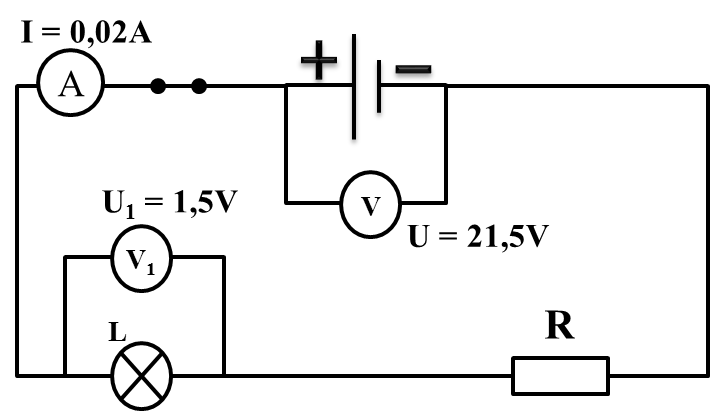 I = 0,02A
A
+ −
V
U = 21,5V
U₁ = 1,5V
V₁
L
R